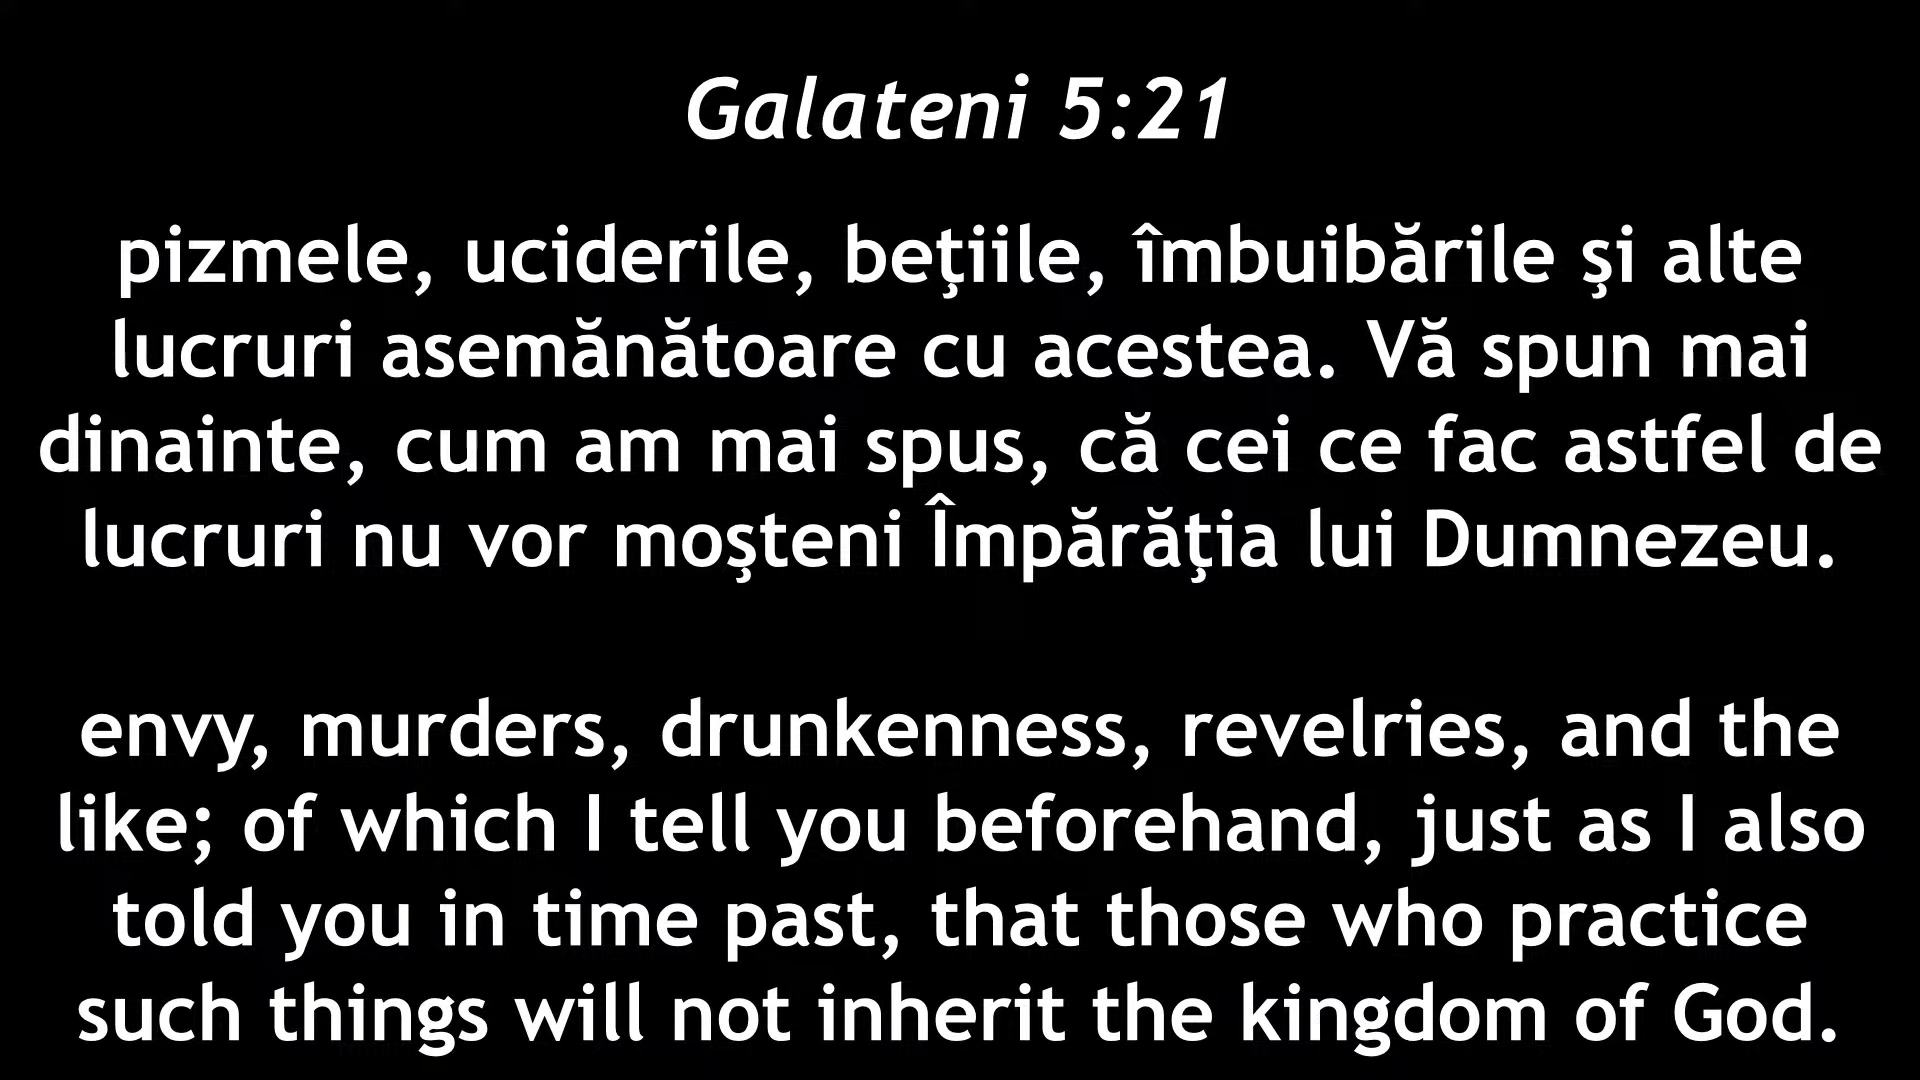 Galateni 5:21
pizmele, uciderile, beţiile, îmbuibările şi alte
lucruri asemănătoare cu acestea. Vă spun mai
dinainte, cum am mai spus, că cei ce fac astfel de
lucruri nu vor moşteni Împărăţia lui Dumnezeu.
envy, murders, drunkenness, revelries, and the
like; of which I tell you beforehand, just as I also
told you in time past, that those who practice
such things will not inherit the kingdom of God.